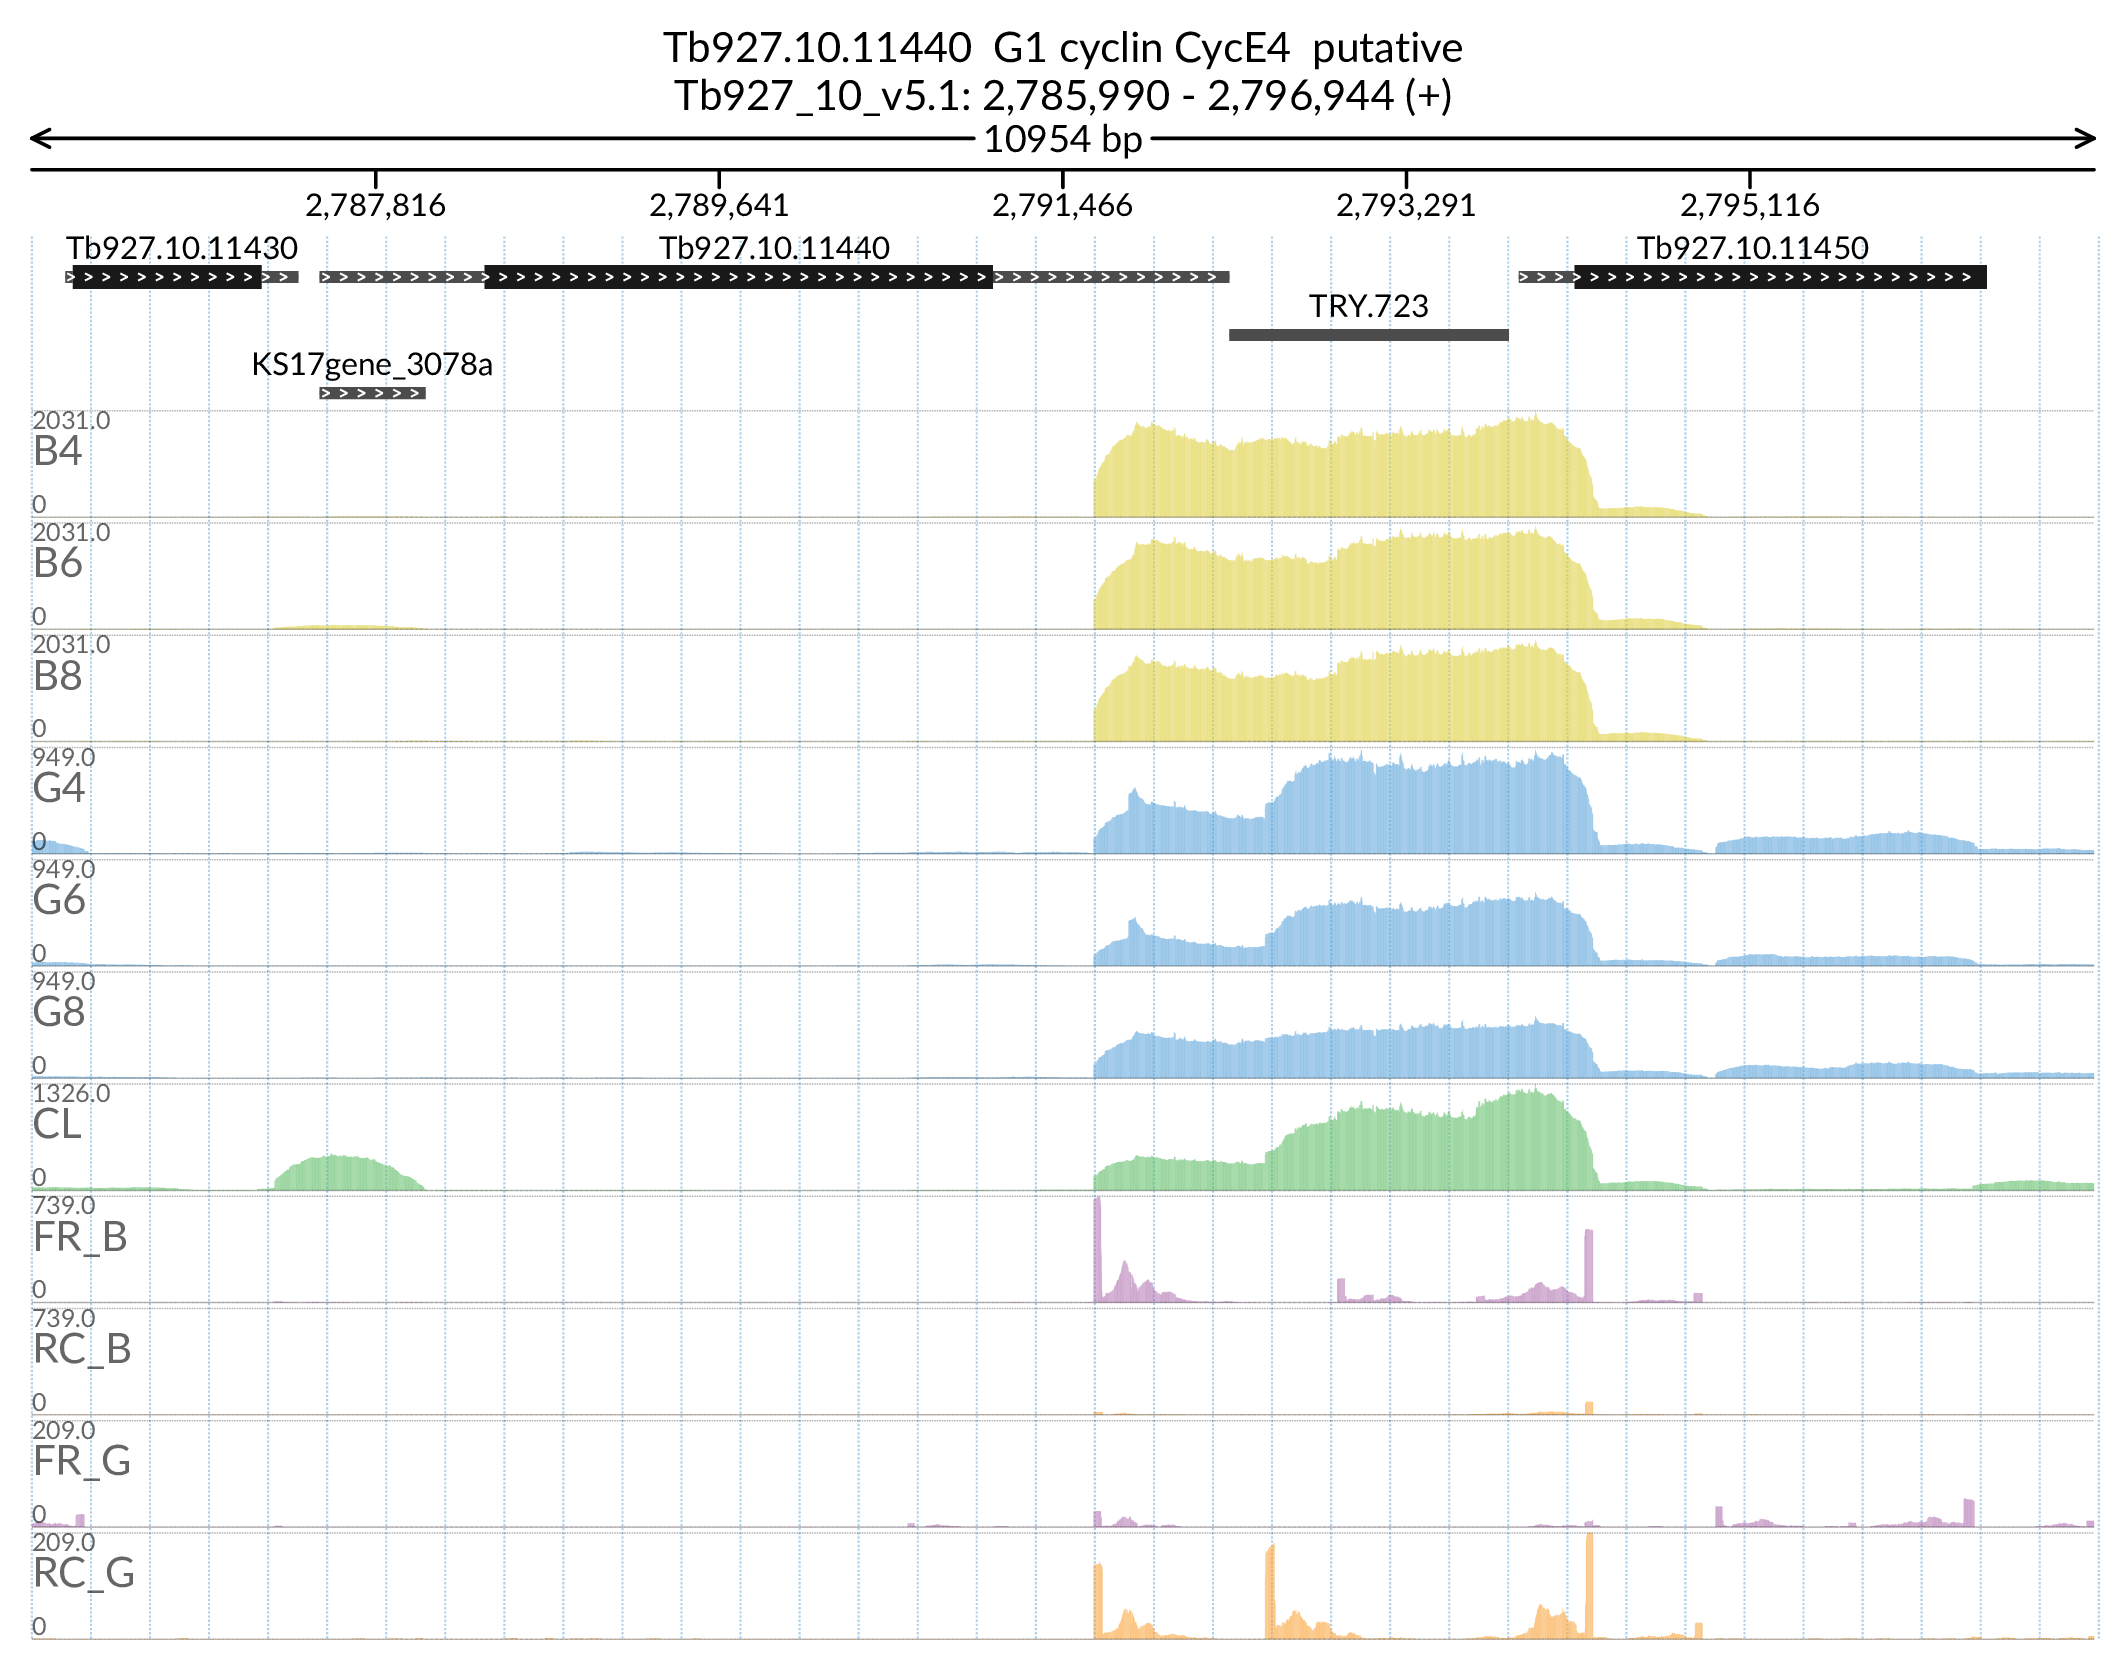 Tb927.10.11440  G1 cyclin CycE4  putative
Tb927_10_v5.1: 2,785,990 - 2,796,944 (+)
10954 bp
2,787,816 2,789,641 2,791,466 2,793,291 2,795,116
Tb927.10.11430 Tb927.10.11440 Tb927.10.11450
TRY.723
KS17gene_3078a
2031.0
B4
0
2031.0
B6
0
2031.0
B8
0
949.0
G4
0
949.0
G6
0
949.0
G8
0
1326.0
CL
0
739.0
FR_B
0
739.0
RC_B
0
209.0
FR_G
0
209.0
RC_G
0